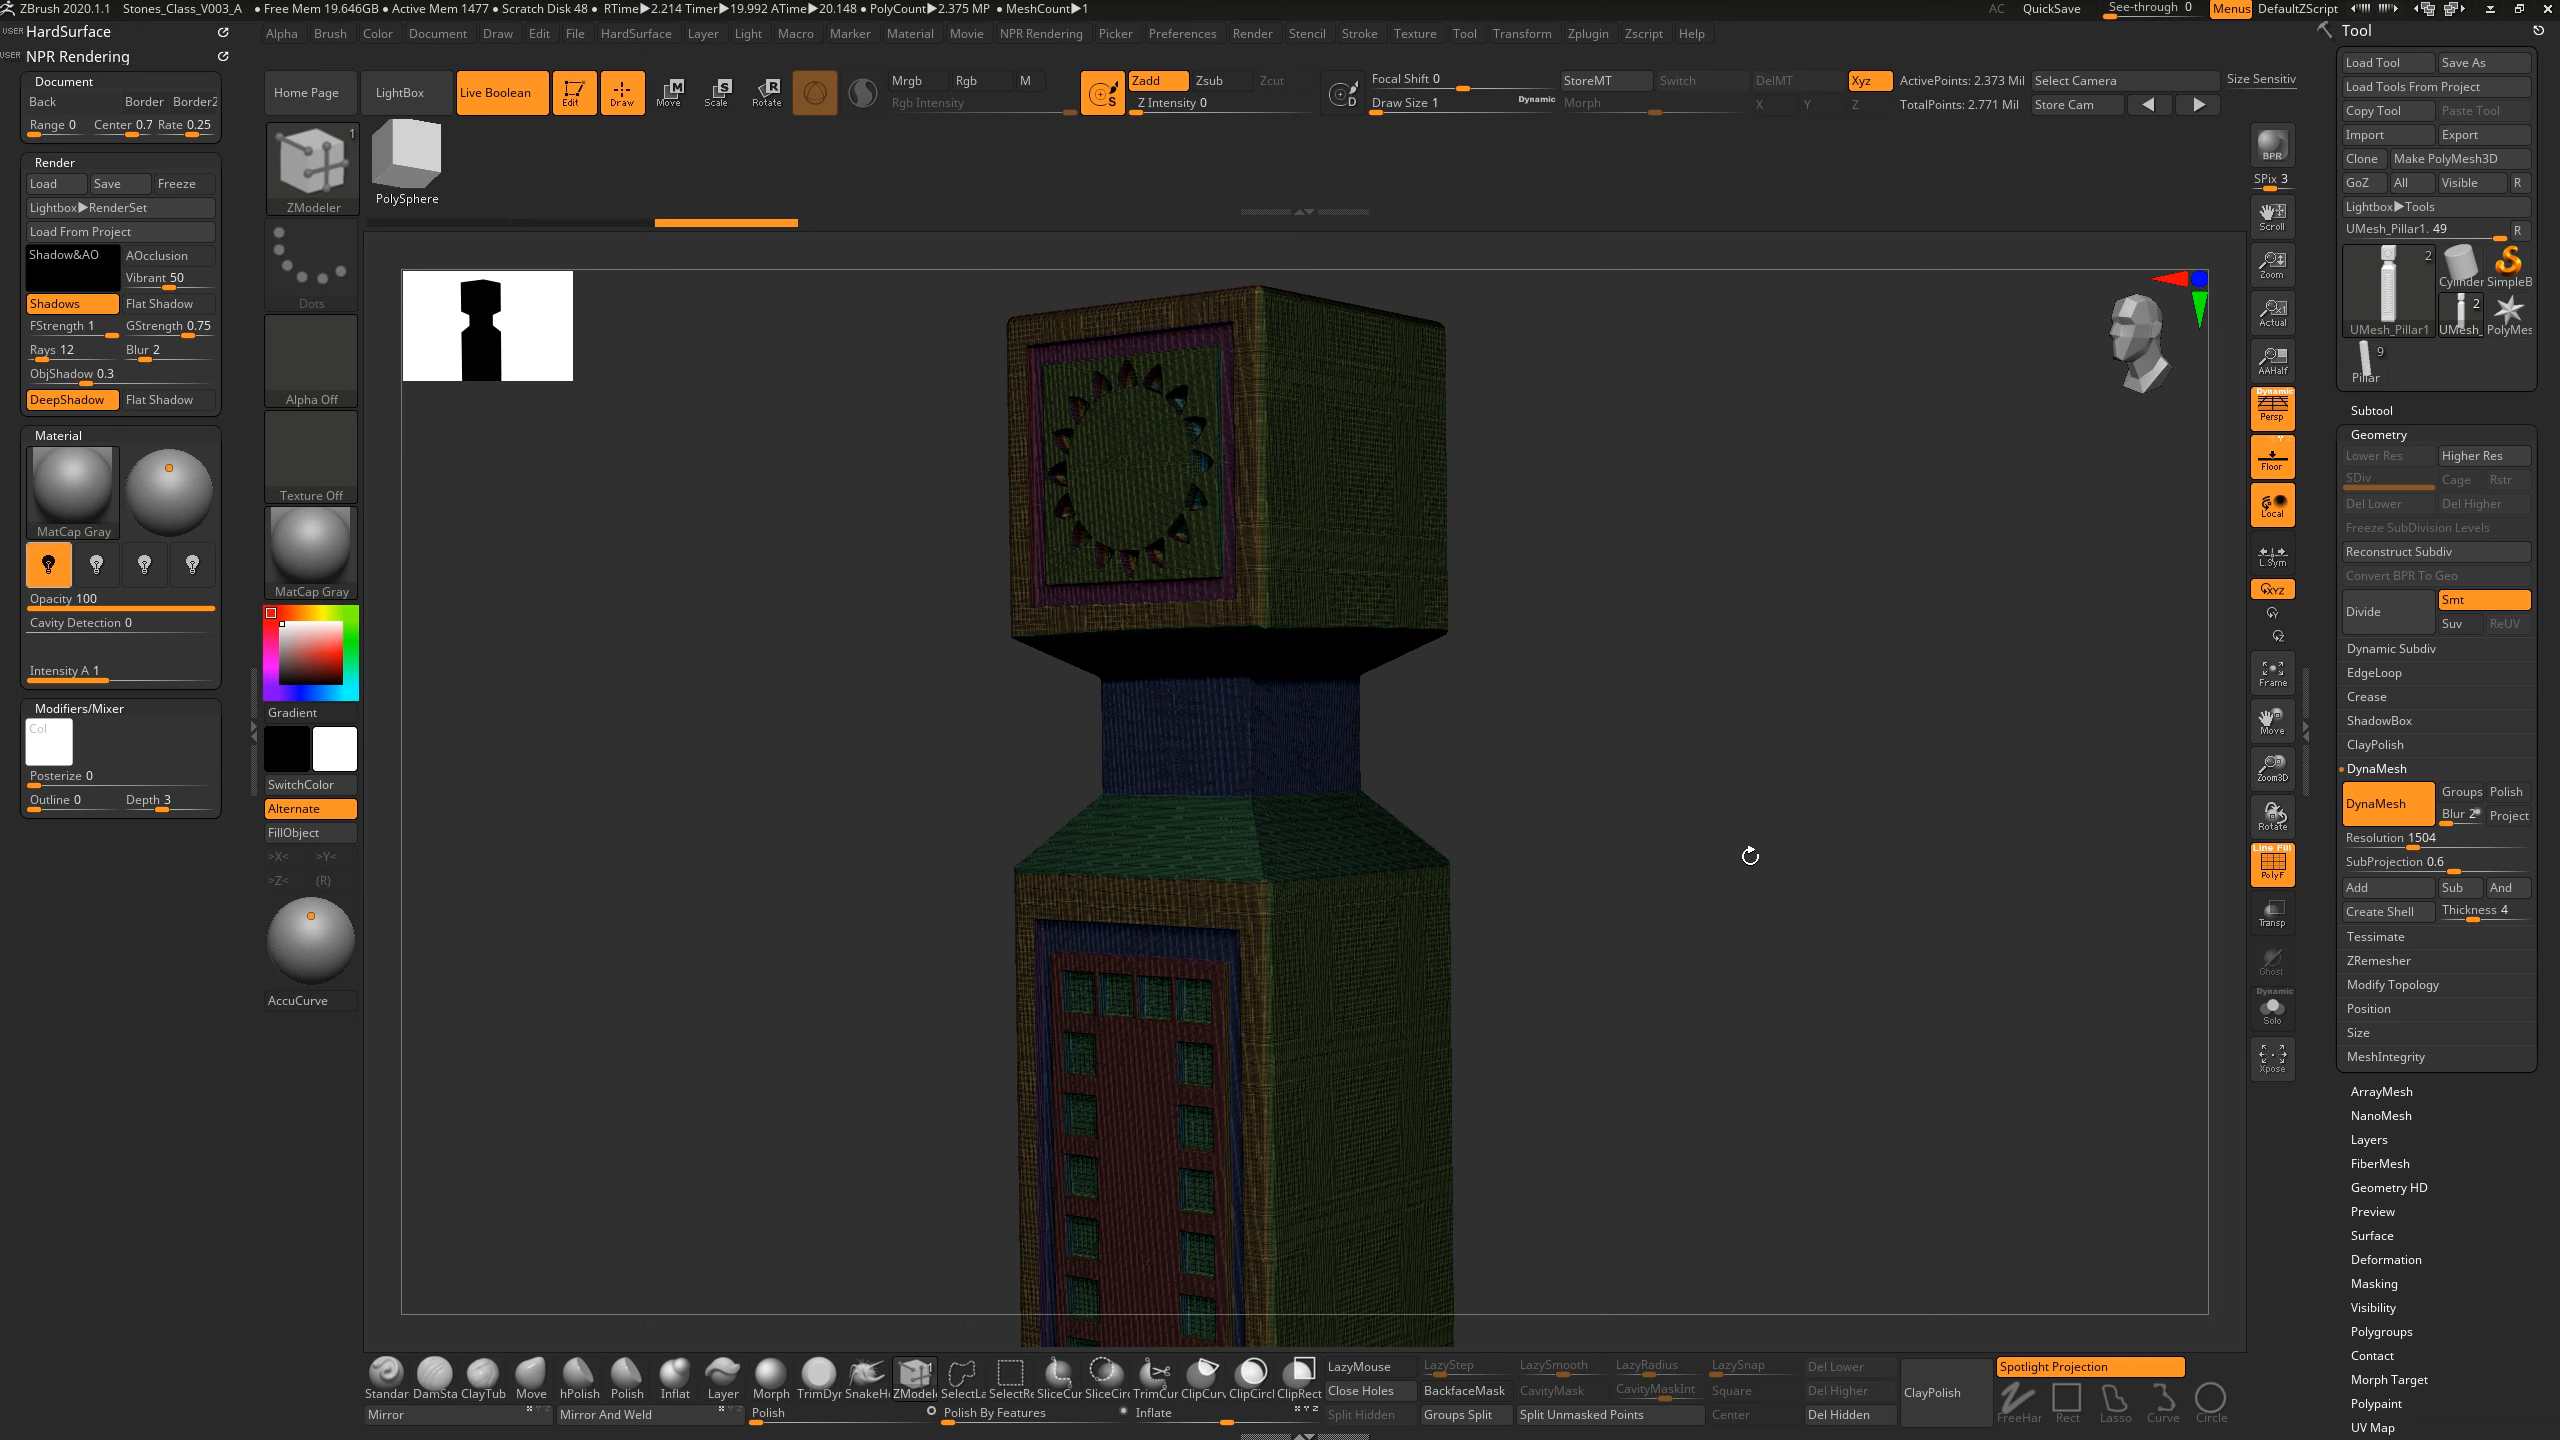 ZBrush 2020.1.1 Stones_Class_V003_A • Free Mem 19.646GB • Active Mem 1477 • Scratch Disk 48 • RTime▶2.214 Timer▶19.992 ATime▶20.148 • PolyCount▶2.375 MP • MeshCount▶1 AC QuickSave See-through 0 Menus DefaultZScript
USER HardSurface
USER NPR Rendering
Alpha Brush Color Document Draw Edit File HardSurface Layer Light Macro Marker Material Movie NPR Rendering Picker Preferences Render Stencil Stroke Texture Tool Transform Zplugin Zscript Help
Document
Back Border Border2
Range 0 Center 0.7 Rate 0.25
Render
Load Save Freeze
Lightbox▶RenderSet
Load From Project
Shadow&AO AOcclusion
Vibrant 50
Shadows Flat Shadow
FStrength 1 GStrength 0.75
Rays 12 Blur 2
ObjShadow 0.3
DeepShadow Flat Shadow
Material
MatCap Gray
Opacity 100
Cavity Detection 0
Intensity A 1
Modifiers/Mixer
Col
Posterize 0
Outline 0 Depth 3
Home Page LightBox Live Boolean Edit Draw Move Scale Rotate
Mrgb Rgb M
Rgb Intensity
Zadd Zsub Zcut
Z Intensity 0
Focal Shift 0
Draw Size 1 Dynamic
StoreMT Switch DelMT
Morph X Y Z
Xyz ActivePoints: 2.373 Mil
TotalPoints: 2.771 Mil
Select Camera
Store Cam
Size Sensitiv
1
ZModeler
PolySphere
Dots
Alpha Off
Texture Off
MatCap Gray
Gradient
SwitchColor
Alternate
FillObject
>X< >Y<
>Z< (R)
AccuCurve
BPR
SPix 3
Scroll
Zoom
Actual
AAHalf
Dynamic
Persp
Floor
Local
L.Sym
XYZ
Frame
Move
Zoom3D
Rotate
Line Fill
PolyF
Transp
Ghost
Dynamic
Solo
Xpose
Tool
Load Tool Save As
Load Tools From Project
Copy Tool Paste Tool
Import Export
Clone Make PolyMesh3D
GoZ All Visible R
Lightbox▶Tools
UMesh_Pillar1. 49 R
2
Cylinder SimpleB
2
UMesh_Pillar1 UMesh_ PolyMes
9
Pillar
Subtool
Geometry
Lower Res Higher Res
SDiv Cage Rstr
Del Lower Del Higher
Freeze SubDivision Levels
Reconstruct Subdiv
Convert BPR To Geo
Divide Smt
Suv ReUV
Dynamic Subdiv
EdgeLoop
Crease
ShadowBox
ClayPolish
DynaMesh
DynaMesh Groups Polish
Blur 2 Project
Resolution 1504
SubProjection 0.6
Add Sub And
Create Shell Thickness 4
Tessimate
ZRemesher
Modify Topology
Position
Size
MeshIntegrity
ArrayMesh
NanoMesh
Layers
FiberMesh
Geometry HD
Preview
Surface
Deformation
Masking
Visibility
Polygroups
Contact
Morph Target
Polypaint
UV Map
Standar DamSta ClayTub Move hPolish Polish Inflat Layer Morph TrimDyr SnakeH ZModel SelectLa SelectRe SliceCur SliceCirc TrimCur ClipCurv ClipCircl ClipRect
Mirror Mirror And Weld Polish Polish By Features Inflate
LazyMouse LazyStep LazySmooth LazyRadius LazySnap Del Lower
Close Holes BackfaceMask CavityMask CavityMaskInt Square Del Higher
Split Hidden Groups Split Split Unmasked Points Center Del Hidden
ClayPolish
Spotlight Projection
FreeHar Rect Lasso Curve Circle